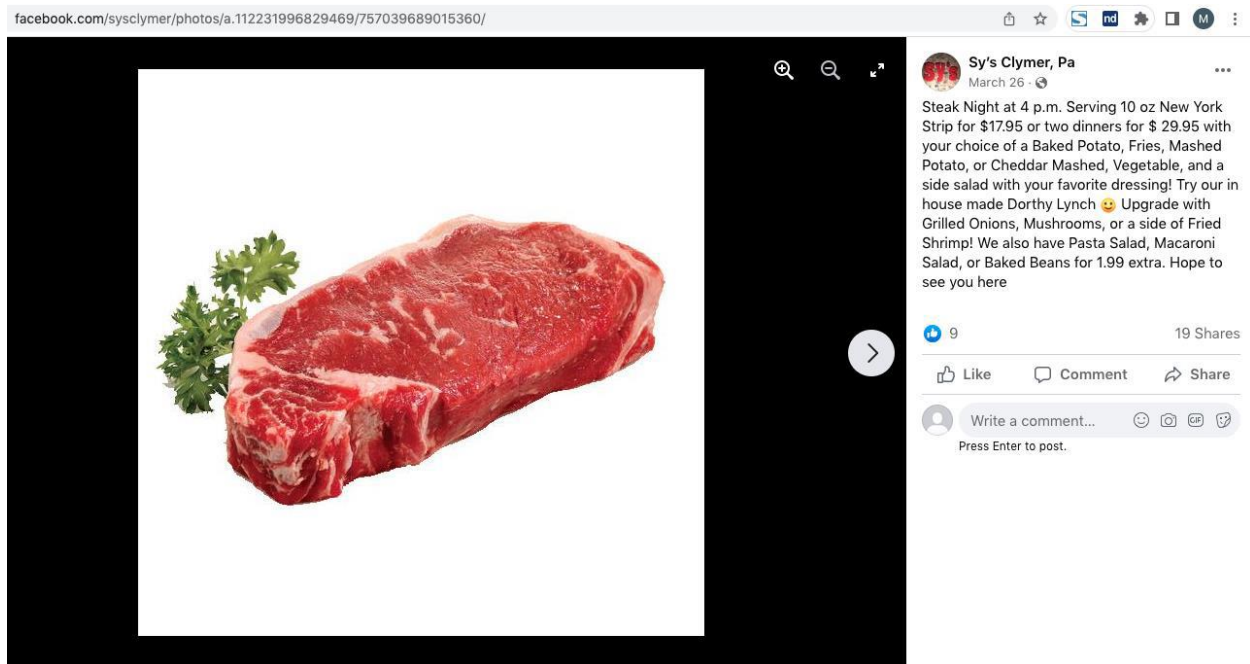 facebook.com/sysclymer/photos/a.112231996829469/757039689015360/
nd
M
SY'S
Sy's Clymer, Pa
March 26 ·
Steak Night at 4 p.m. Serving 10 oz New York
Strip for $17.95 or two dinners for $ 29.95 with
your choice of a Baked Potato, Fries, Mashed
Potato, or Cheddar Mashed, Vegetable, and a
side salad with your favorite dressing! Try our in
house made Dorthy Lynch 😀 Upgrade with
Grilled Onions, Mushrooms, or a side of Fried
Shrimp! We also have Pasta Salad, Macaroni
Salad, or Baked Beans for 1.99 extra. Hope to
see you here
9
19 Shares
Like
Comment
Share
Write a comment...
GIF
Press Enter to post.